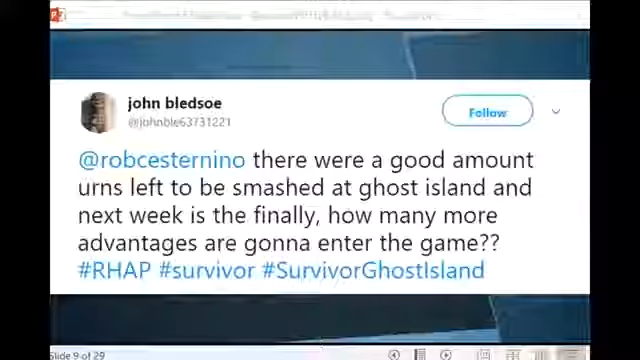 john bledsoe
@johnble63731221
Follow
@robcesternino there were a good amount
urns left to be smashed at ghost island and
next week is the finally, how many more
advantages are gonna enter the game??
#RHAP #survivor #SurvivorGhostIsland
Slide 9 of 29